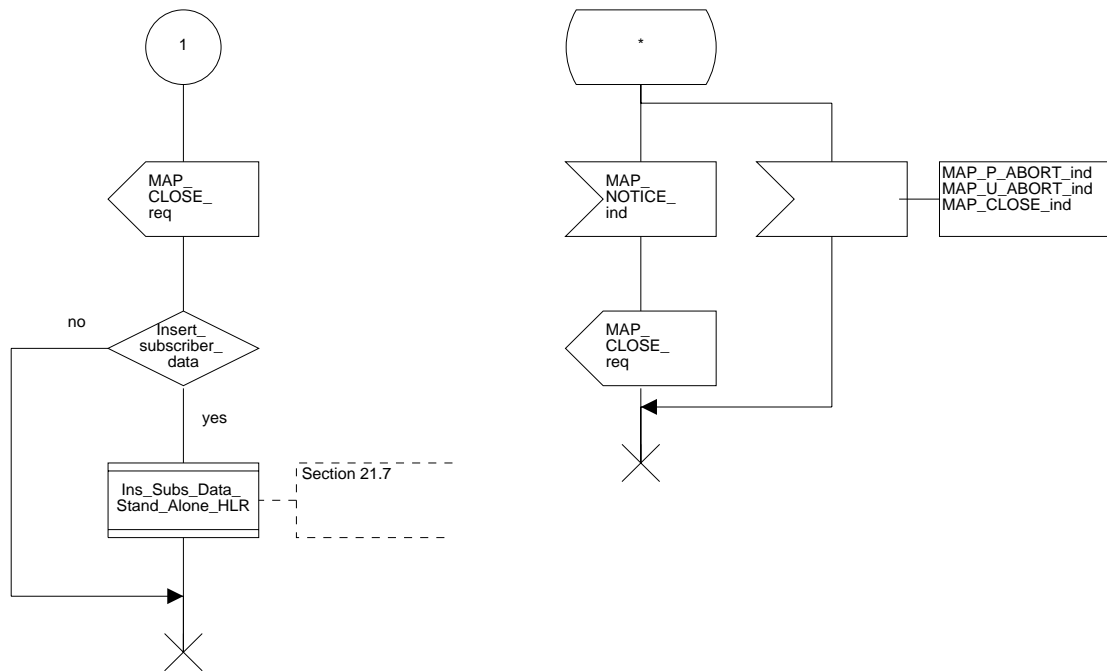 1
MAP_
CLOSE_
req
no
Insert_
subscriber_
data
yes
Ins_Subs_Data_
Stand_Alone_HLR
Section 21.7
*
MAP_
NOTICE_
ind
MAP_P_ABORT_ind
MAP_U_ABORT_ind
MAP_CLOSE_ind
MAP_
CLOSE_
req